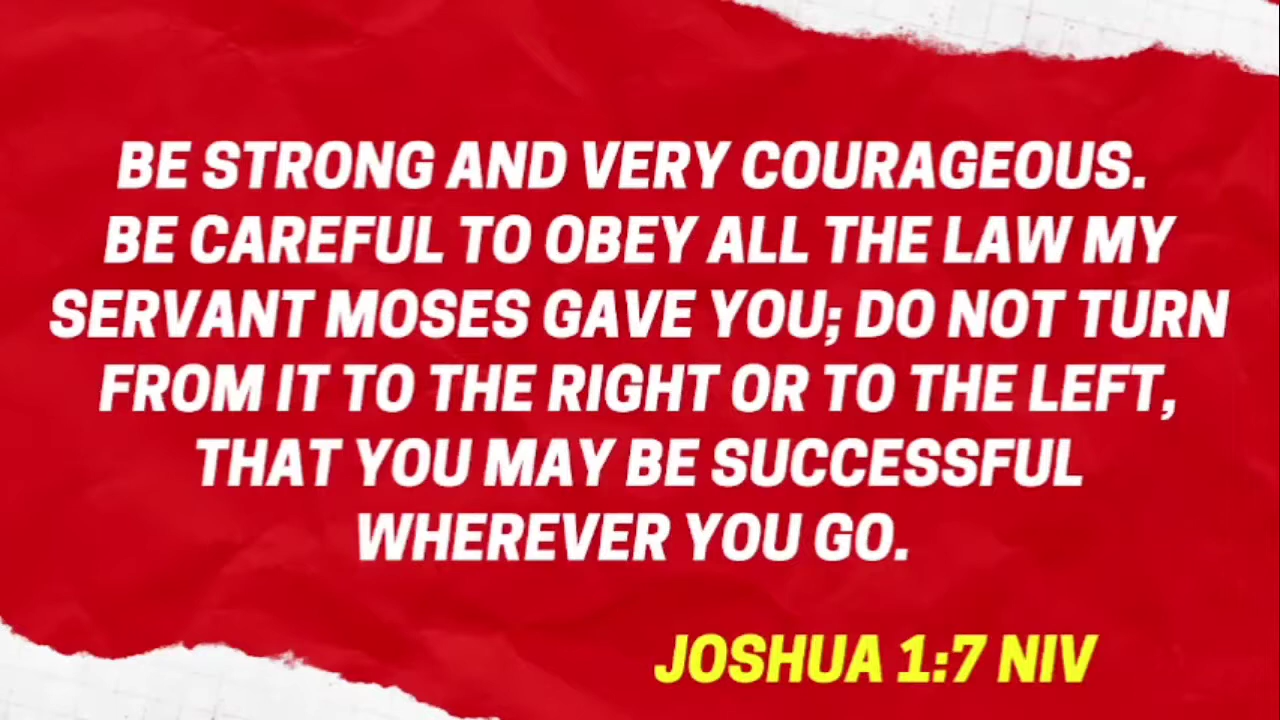 BE STRONG AND VERY COURAGEOUS.
BE CAREFUL TO OBEY ALL THE LAW MY
SERVANT MOSES GAVE YOU; DO NOT TURN
FROM IT TO THE RIGHT OR TO THE LEFT,
THAT YOU MAY BE SUCCESSFUL
WHEREVER YOU GO.
JOSHUA 1:7 NIV